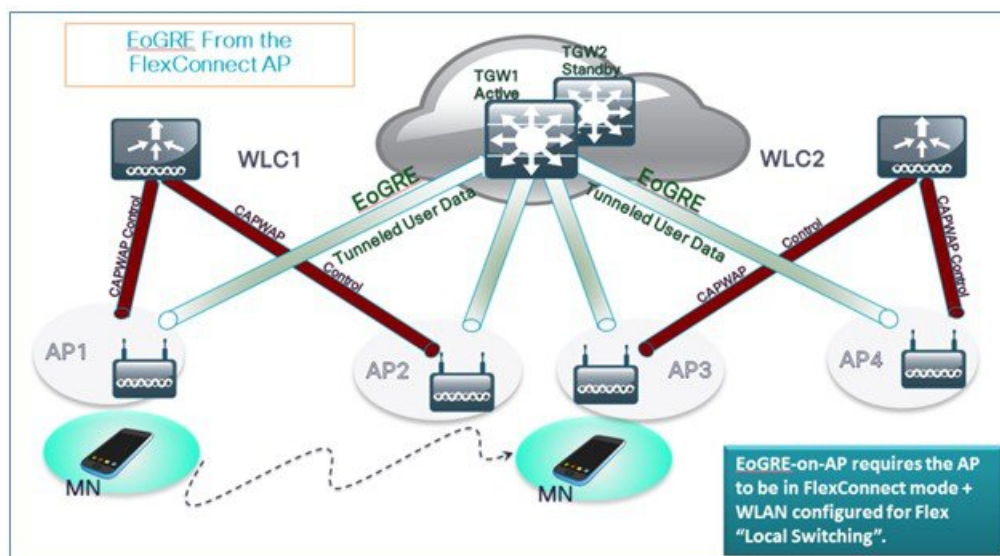 EoGRE From the
FlexConnect AP
TGW2
Standby
TGW1
Active
WLC1
WLC2
EoGRE
Tunneled User Data
EoGRE
Tunneled User Data
CAPWAP Control
CAPWAP
Control
Control
CAPWAP
CAPWAP Control
AP1
AP2
AP3
AP4
MN
MN
EoGRE-on-AP requires the AP
to be in FlexConnect mode +
WLAN configured for Flex
“Local Switching”.